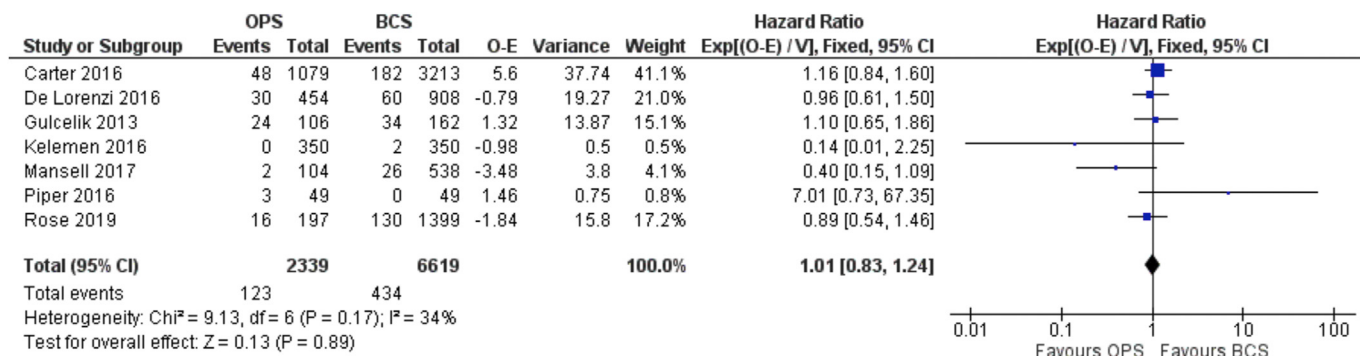 OPS BCS Hazard Ratio Hazard Ratio
Study or Subgroup Events Total Events Total O-E Variance Weight Exp[(O-E) / V], Fixed, 95% CI Exp[(O-E) / V], Fixed, 95% CI
Carter 2016 48 1079 182 3213 5.6 37.74 41.1% 1.16 [0.84, 1.60]
De Lorenzi 2016 30 454 60 908 -0.79 19.27 21.0% 0.96 [0.61, 1.50]
Gulcelik 2013 24 106 34 162 1.32 13.87 15.1% 1.10 [0.65, 1.86]
Kelemen 2016 0 350 2 350 -0.98 0.5 0.5% 0.14 [0.01, 2.25]
Mansell 2017 2 104 26 538 -3.48 3.8 4.1% 0.40 [0.15, 1.09]
Piper 2016 3 49 0 49 1.46 0.75 0.8% 7.01 [0.73, 67.35]
Rose 2019 16 197 130 1399 -1.84 15.8 17.2% 0.89 [0.54, 1.46]
Total (95% CI) 2339 6619 100.0% 1.01 [0.83, 1.24]
Total events 123 434
Heterogeneity: Chi² = 9.13, df = 6 (P = 0.17); I² = 34%
Test for overall effect: Z = 0.13 (P = 0.89)
0.01 0.1 1 10 100
Favours OPS Favours BCS